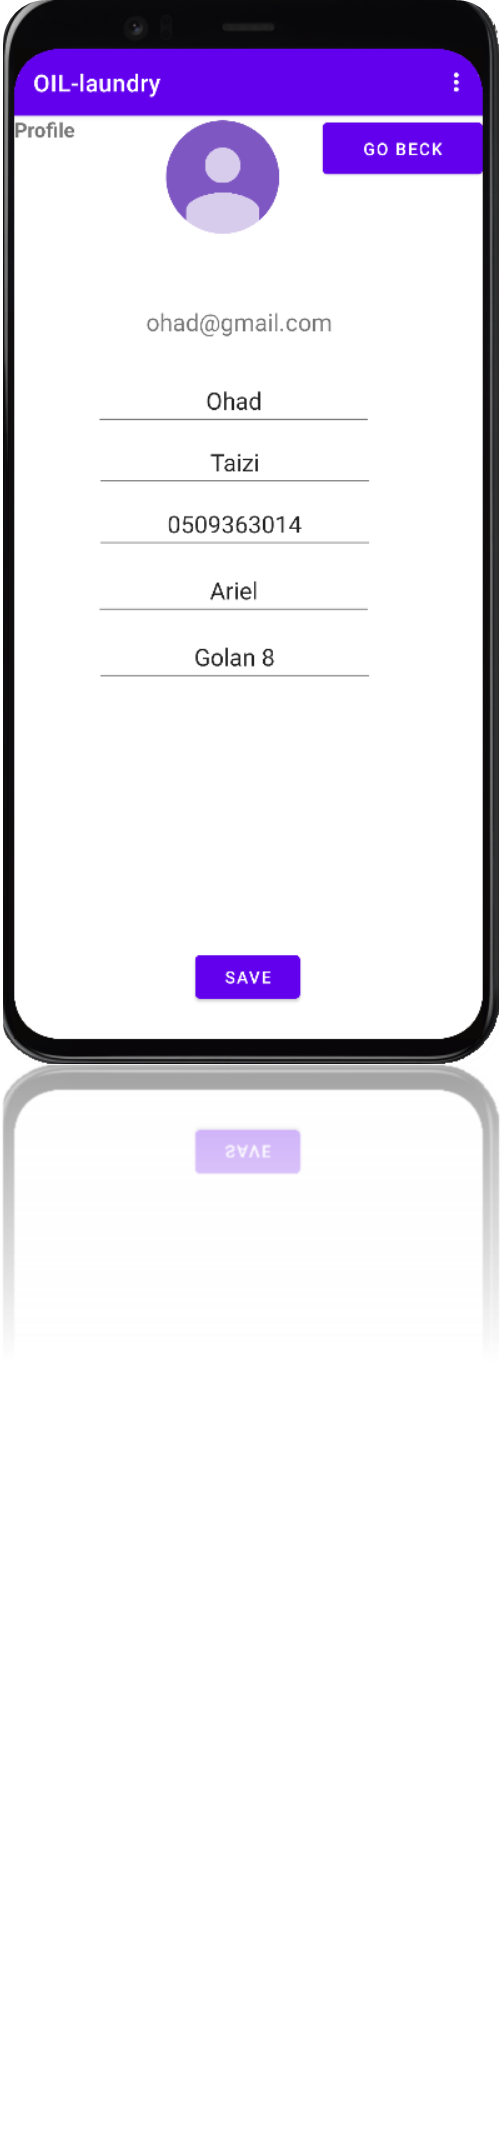 OIL-laundry
Profile
GO BECK
ohad@gmail.com
Ohad
Taizi
0509363014
Ariel
Golan 8
SAVE
SAVE